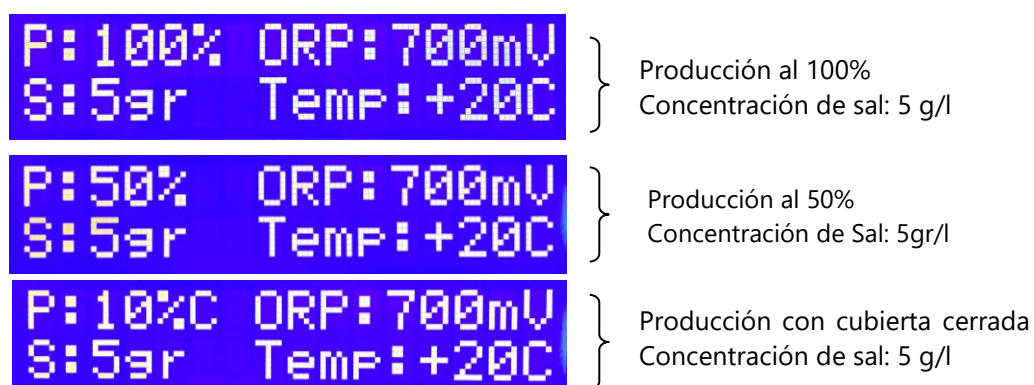 P:100% ORP:700mV
S:5gr Temp:+20C
Producción al 100%
Concentración de sal: 5 g/l
P:50% ORP:700mV
S:5gr Temp:+20C
Producción al 50%
Concentración de Sal: 5gr/l
P:10%C ORP:700mV
S:5gr Temp:+20C
Producción con cubierta cerrada
Concentración de sal: 5 g/l